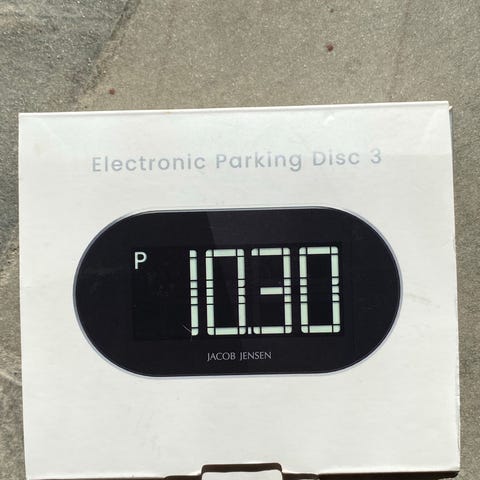 Electronic Parking Disc 3
P
10.30
JACOB JENSEN